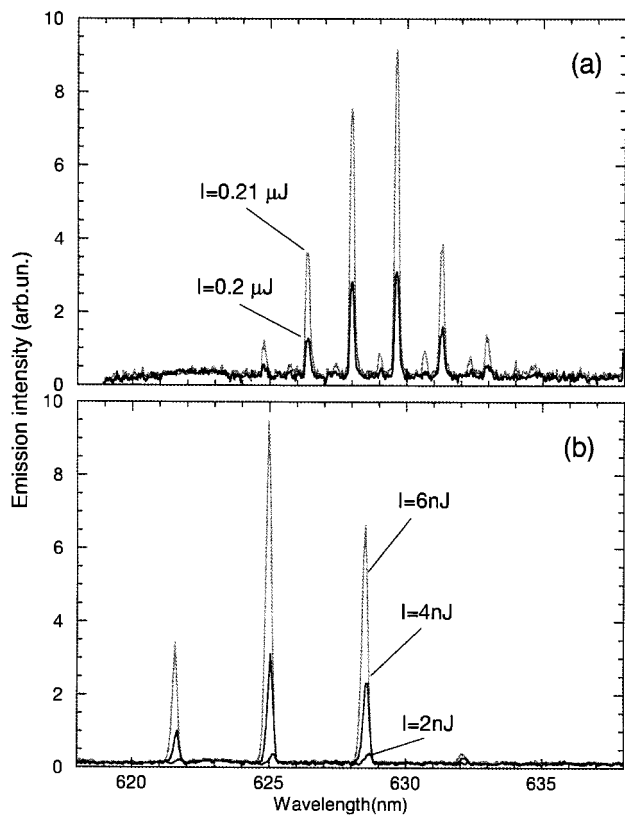 10
(a)
8
6
I=0.21 µJ
4
I=0.2 µJ
2
0
Emission intensity (arb.un.)
10
(b)
8
I=6nJ
6
4
I=4nJ
2
I=2nJ
0
620 625 630 635
Wavelength(nm)